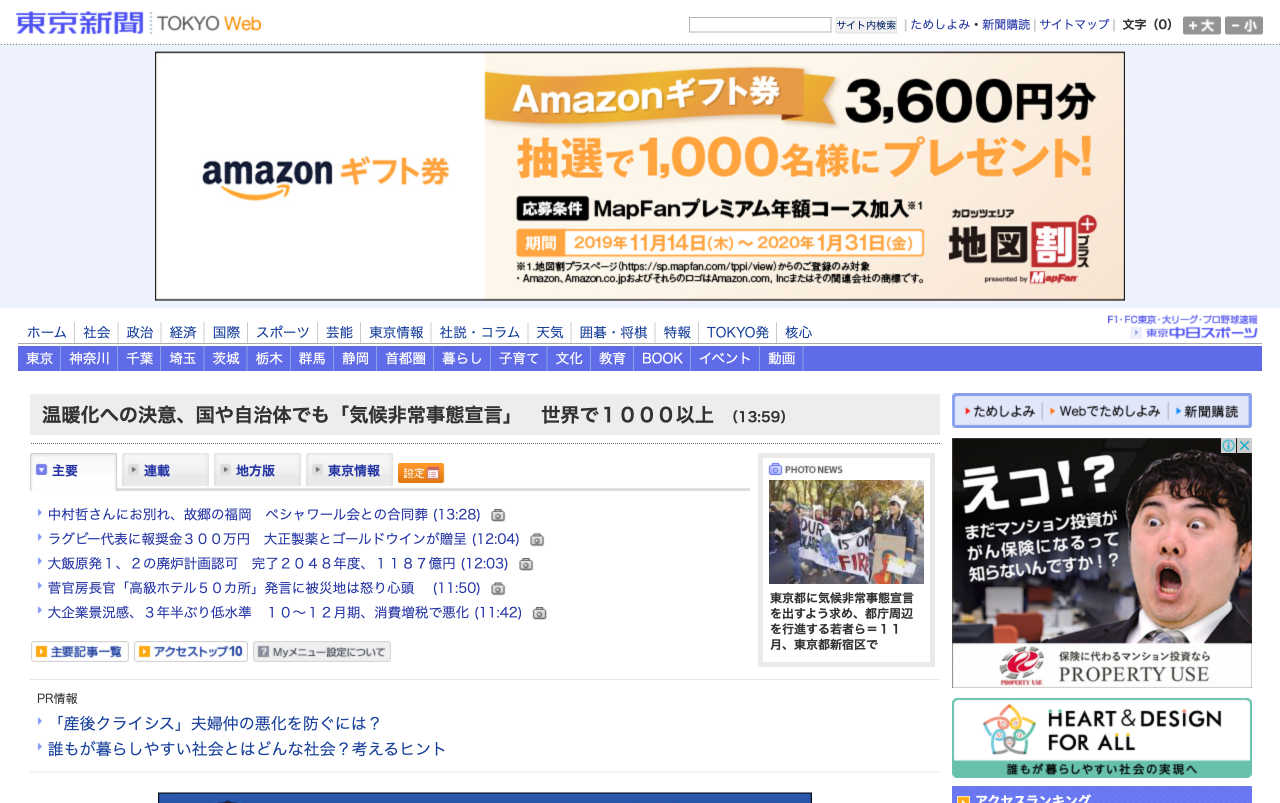 東京新聞 TOKYO Web
サイト内検索 | ためしよみ・新聞購読 | サイトマップ | 文字（0） +大 −小
Amazonギフト券 3,600円分
抽選で1,000名様にプレゼント!
amazon ギフト券
応募条件 MapFanプレミアム年額コース加入※1
期間 2019年11月14日(木)～2020年1月31日(金)
※1.地図割プラスページ(https://sp.mapfan.com/tppi/view)からのご登録のみ対象
・Amazon、Amazon.co.jpおよびそれらのロゴはAmazon.com, Incまたはその関連会社の商標です。
カロッツェリア
地図割+プラス
presented by MapFan
F1・FC東京・大リーグ・プロ野球速報
東京中日スポーツ
ホーム 社会 政治 経済 国際 スポーツ 芸能 東京情報 社説・コラム 天気 囲碁・将棋 特報 TOKYO発 核心
東京 神奈川 千葉 埼玉 茨城 栃木 群馬 静岡 首都圏 暮らし 子育て 文化 教育 BOOK イベント 動画
温暖化への決意、国や自治体でも「気候非常事態宣言」　世界で１０００以上 (13:59)
主要 連載 地方版 東京情報 設定
中村哲さんにお別れ、故郷の福岡　ペシャワール会との合同葬 (13:28)
ラグビー代表に報奨金３００万円　大正製薬とゴールドウインが贈呈 (12:04)
大飯原発１、２の廃炉計画認可　完了２０４８年度、１１８７億円 (12:03)
菅官房長官「高級ホテル５０カ所」発言に被災地は怒り心頭　 (11:50)
大企業景況感、３年半ぶり低水準　１０～１２月期、消費増税で悪化 (11:42)
主要記事一覧 アクセストップ10 Myメニュー設定について
PHOTO NEWS
OUR
IS ON
FIRE
東京都に気候非常事態宣言
を出すよう求め、都庁周辺
を行進する若者ら＝１１
月、東京都新宿区で
PR情報
「産後クライシス」夫婦仲の悪化を防ぐには？
誰もが暮らしやすい社会とはどんな社会？考えるヒント
ためしよみ Webでためしよみ 新聞購読
えコ!?
まだマンション投資が
がん保険になるって
知らないんですか!?
PROPERTY USE
保険に代わるマンション投資なら
PROPERTY USE
HEART & DESIGN
FOR ALL
誰もが暮らしやすい社会の実現へ
アクセスランキング